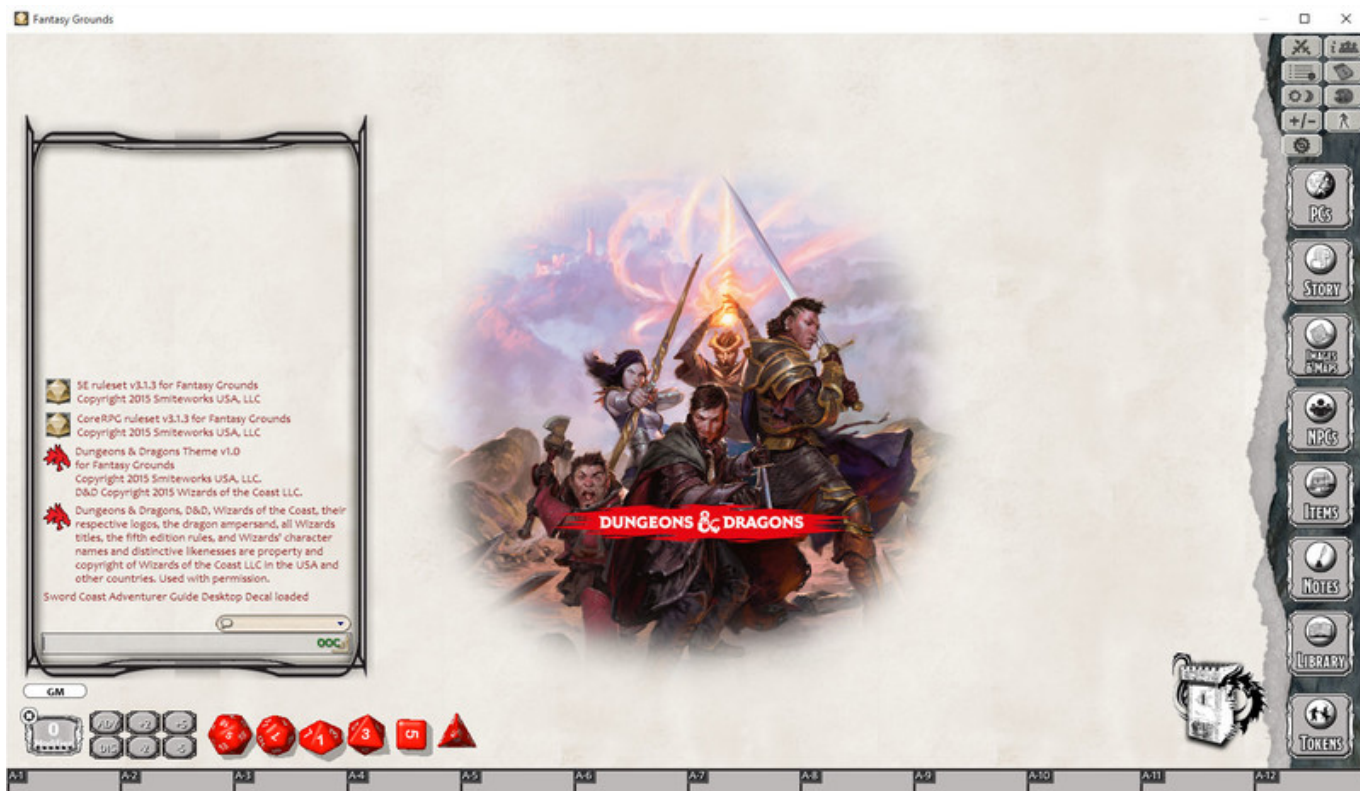 Fantasy Grounds
+/-
PCs
STORY
IMAGES
& MAPS
NPCs
ITEMS
NOTES
LIBRARY
TOKENS
5E ruleset v3.1.3 for Fantasy Grounds
Copyright 2015 Smiteworks USA, LLC
CoreRPG ruleset v3.1.3 for Fantasy Grounds
Copyright 2015 Smiteworks USA, LLC
Dungeons & Dragons Theme v1.0
for Fantasy Grounds
Copyright 2015 Smiteworks USA, LLC.
D&D Copyright 2015 Wizards of the Coast LLC.
Dungeons & Dragons, D&D, Wizards of the Coast, their
respective logos, the dragon ampersand, all Wizards
titles, the fifth edition rules, and Wizards' character
names and distinctive likenesses are property and
copyright of Wizards of the Coast LLC in the USA and
other countries. Used with permission.
Sword Coast Adventurer Guide Desktop Decal loaded
OOC
DUNGEONS & DRAGONS
GM
0
ADV +2 +5
DIS -2 -5
3 5
A-1 A-2 A-3 A-4 A-5 A-6 A-7 A-8 A-9 A-10 A-11 A-12